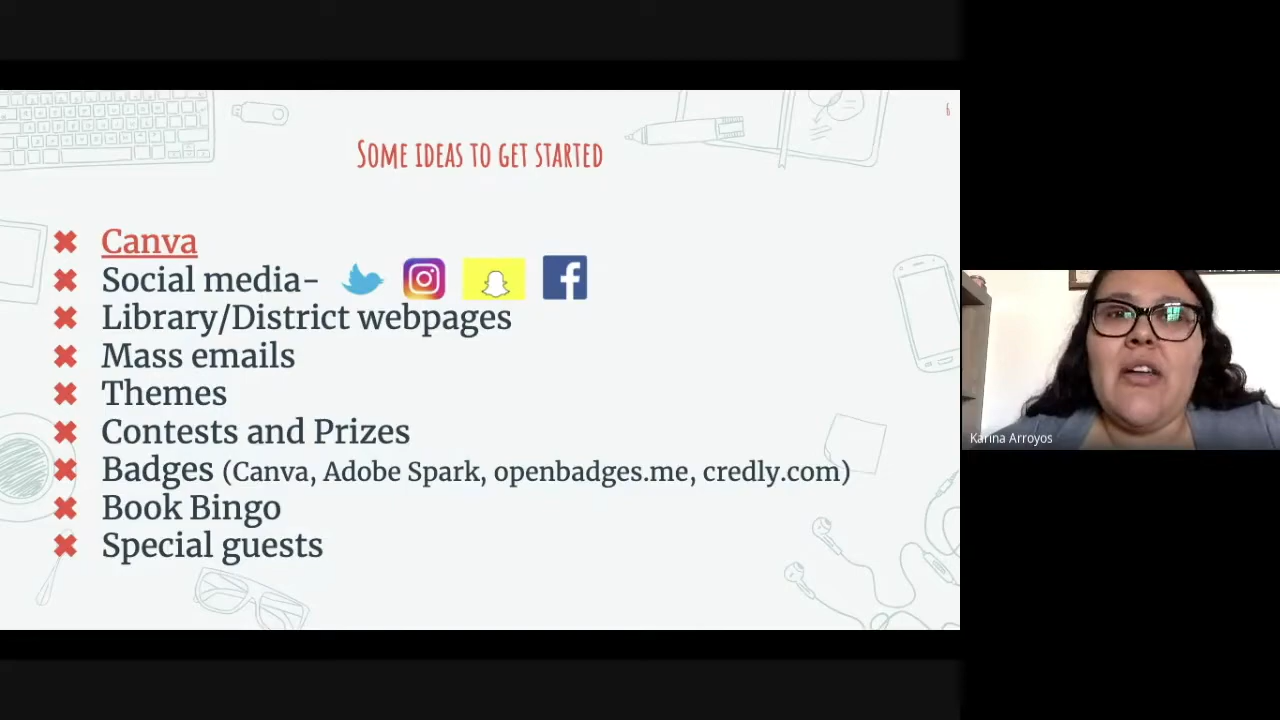 6
Some ideas to get started
Canva
Social media-
Library/District webpages
Mass emails
Themes
Contests and Prizes
Badges (Canva, Adobe Spark, openbadges.me, credly.com)
Book Bingo
Special guests
Karina Arroyos